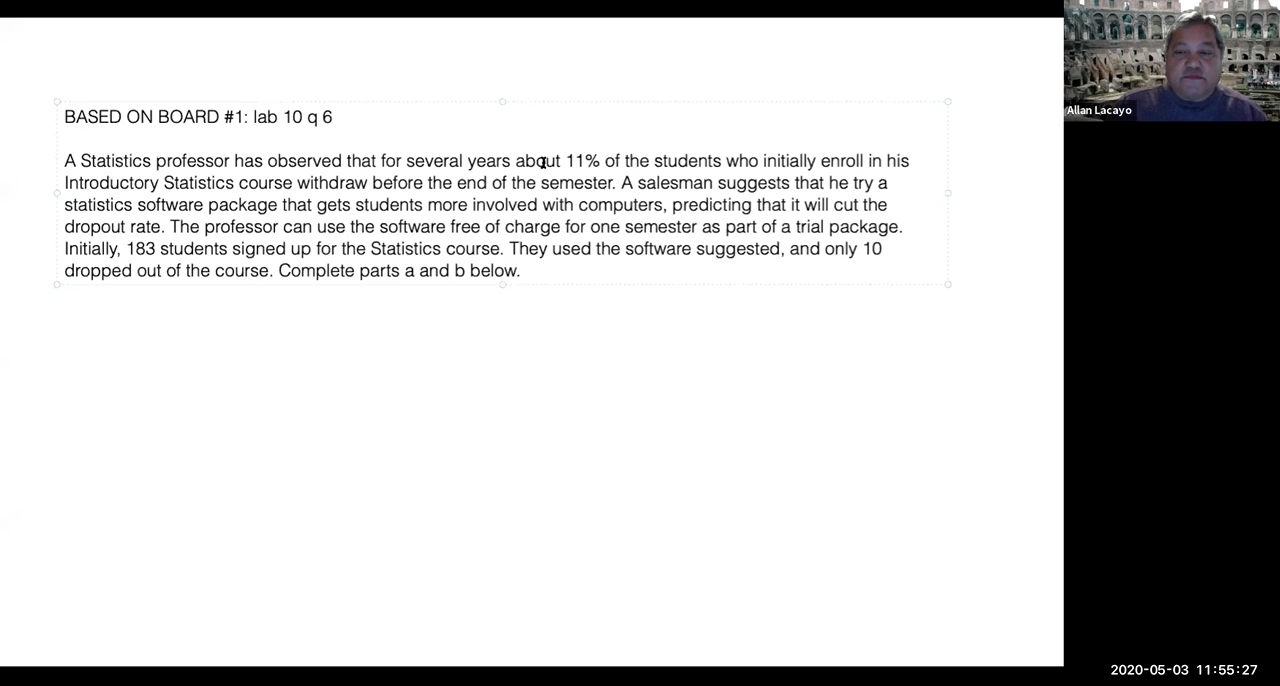 BASED ON BOARD #1: lab 10 q 6
A Statistics professor has observed that for several years about 11% of the students who initially enroll in his
Introductory Statistics course withdraw before the end of the semester. A salesman suggests that he try a
statistics software package that gets students more involved with computers, predicting that it will cut the
dropout rate. The professor can use the software free of charge for one semester as part of a trial package.
Initially, 183 students signed up for the Statistics course. They used the software suggested, and only 10
dropped out of the course. Complete parts a and b below.
Allan Lacayo
2020-05-03 11:55:27